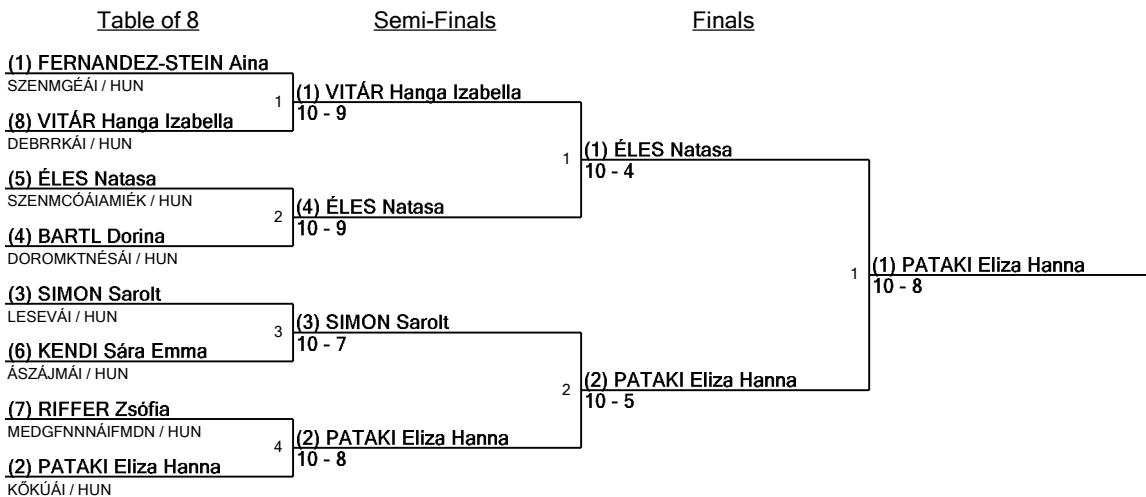 Table of 8
Semi-Finals
Finals
(1) FERNANDEZ-STEIN Aina
SZENMGÉÁI / HUN
1
(1) VITÁR Hanga Izabella
10 - 9
(8) VITÁR Hanga Izabella
DEBRRKÁI / HUN
1
(1) ÉLES Natasa
10 - 4
(5) ÉLES Natasa
SZENMCÓÁIAMIÉK / HUN
2
(4) ÉLES Natasa
10 - 9
(4) BARTL Dorina
DOROMKTNÉSÁI / HUN
1
(1) PATAKI Eliza Hanna
10 - 8
(3) SIMON Sarolt
LESEVÁI / HUN
3
(3) SIMON Sarolt
10 - 7
(6) KENDI Sára Emma
ÁSZÁJMÁI / HUN
2
(2) PATAKI Eliza Hanna
10 - 5
(7) RIFFER Zsófia
MEDGFNNNÁIFMDN / HUN
4
(2) PATAKI Eliza Hanna
10 - 8
(2) PATAKI Eliza Hanna
KŐKÚÁI / HUN